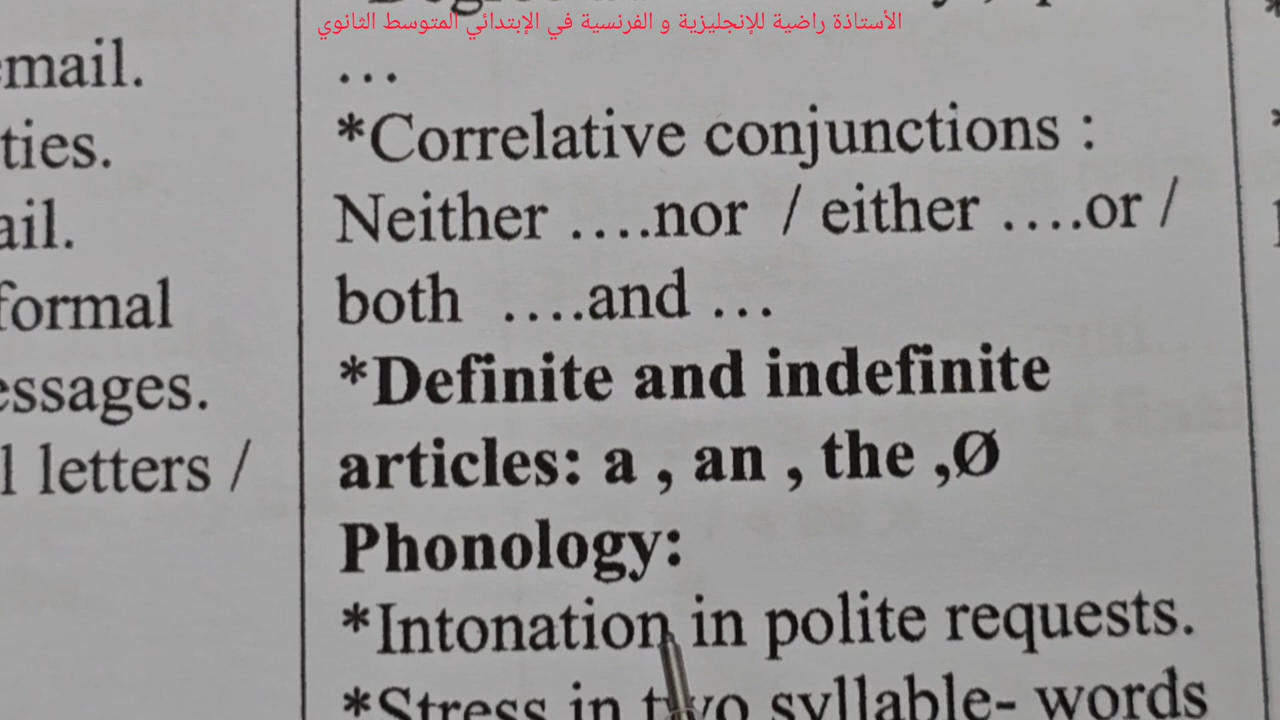 الأستاذة راضية للإنجليزية و الفرنسية في الإبتدائي المتوسط الثانوي
...
*Correlative conjunctions :
Neither ....nor / either ....or /
both ....and ...
*Definite and indefinite
articles: a , an , the ,Ø
Phonology:
*Intonation in polite requests.
*Stress in two syllable- words
email.
ties.
ail.
formal
essages.
l letters /